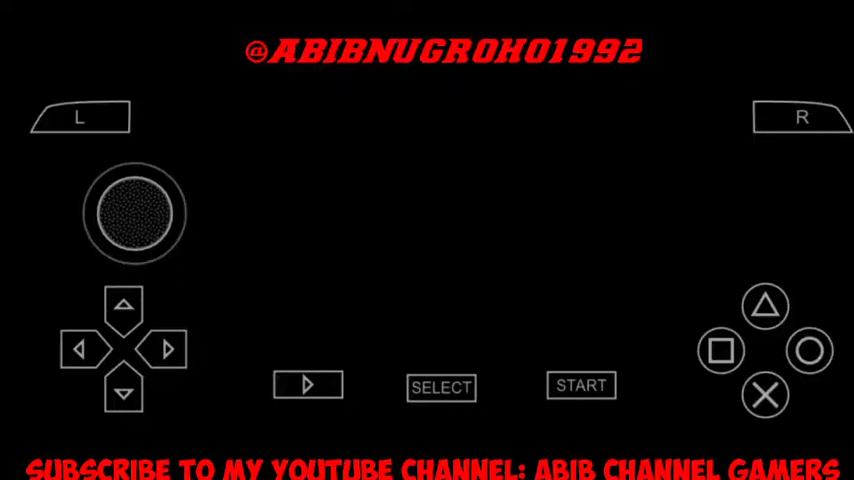 @ABIBNUGROHO1992
L
R
SELECT
START
SUBSCRIBE TO MY YOUTUBE CHANNEL: ABIB CHANNEL GAMERS